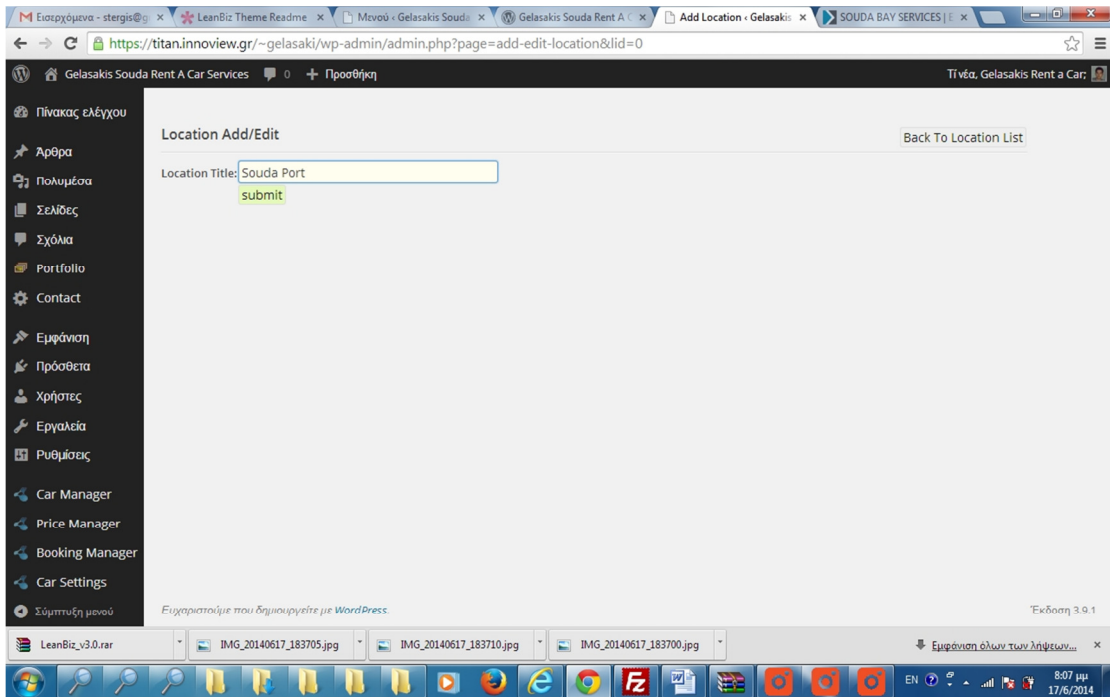 Εισερχόμενα - stergis@g
LeanBiz Theme Readme
Μενού ‹ Gelasakis Souda
Gelasakis Souda Rent A C
Add Location ‹ Gelasakis
SOUDA BAY SERVICES | E
https://titan.innoview.gr/~gelasaki/wp-admin/admin.php?page=add-edit-location&lid=0
Gelasakis Souda Rent A Car Services 0 Προσθήκη
Τί νέα, Gelasakis Rent a Car;
Πίνακας ελέγχου
Άρθρα
Πολυμέσα
Σελίδες
Σχόλια
Portfolio
Contact
Εμφάνιση
Πρόσθετα
Χρήστες
Εργαλεία
Ρυθμίσεις
Car Manager
Price Manager
Booking Manager
Car Settings
Σύμπτυξη μενού
Location Add/Edit
Back To Location List
Location Title: Souda Port
submit
Ευχαριστούμε που δημιουργείτε με WordPress.
Έκδοση 3.9.1
LeanBiz_v3.0.rar
IMG_20140617_183705.jpg
IMG_20140617_183710.jpg
IMG_20140617_183700.jpg
Εμφάνιση όλων των λήψεων...
EN
8:07 μμ
17/6/2014